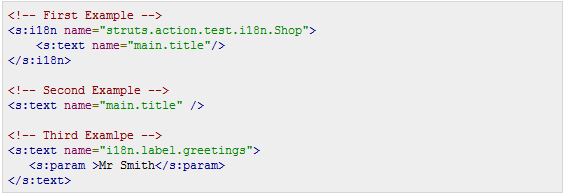 <!-- First Example -->
<s:i18n name="struts.action.test.i18n.Shop">
    <s:text name="main.title"/>
</s:i18n>

<!-- Second Example -->
<s:text name="main.title" />

<!-- Third Examlpe -->
<s:text name="i18n.label.greetings">
   <s:param >Mr Smith</s:param>
</s:text>